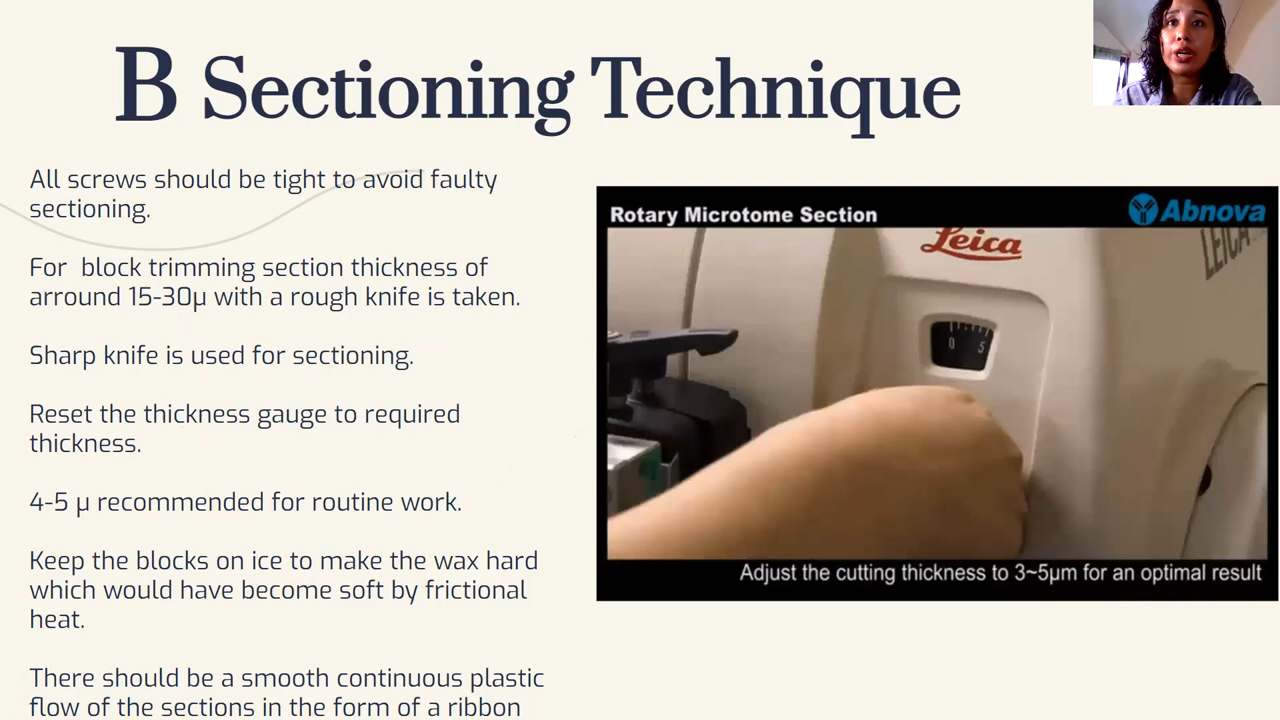 B Sectioning Technique
All screws should be tight to avoid faulty
sectioning.
For  block trimming section thickness of
arround 15-30µ with a rough knife is taken.
Sharp knife is used for sectioning.
Reset the thickness gauge to required
thickness.
4-5 µ recommended for routine work.
Keep the blocks on ice to make the wax hard
which would have become soft by frictional
heat.
There should be a smooth continuous plastic
flow of the sections in the form of a ribbon
Rotary Microtome Section
Abnova
Leica
LEICA
0 5
Adjust the cutting thickness to 3~5µm for an optimal result